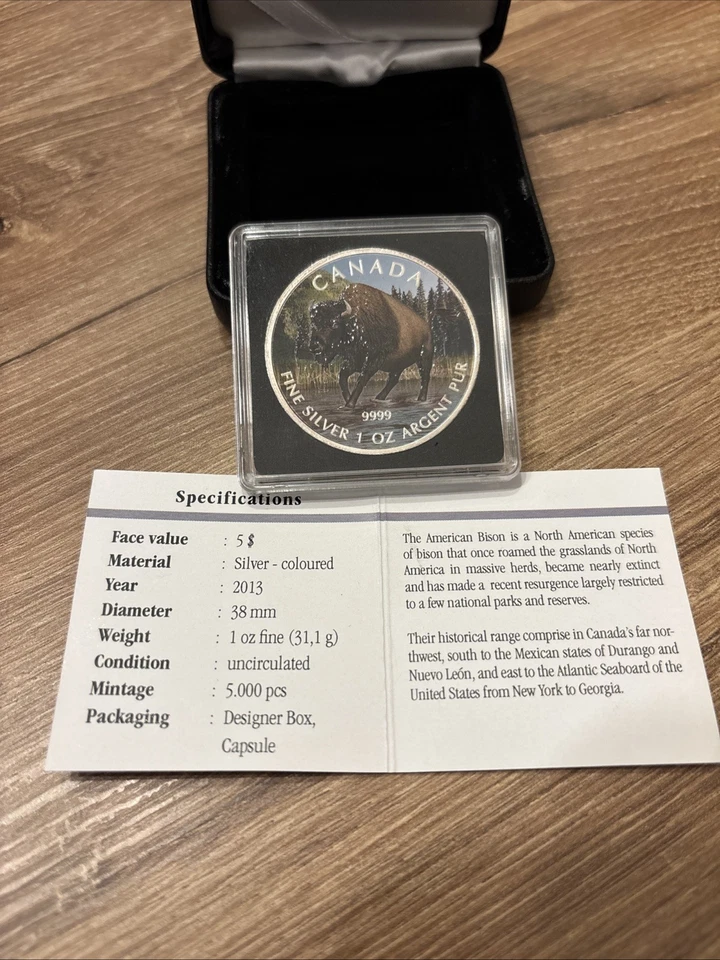 CANADA
9999
FINE SILVER 1 OZ ARGENT PUR
Specifications
Face value : 5 $
Material : Silver - coloured
Year : 2013
Diameter : 38 mm
Weight : 1 oz fine (31,1 g)
Condition : uncirculated
Mintage : 5.000 pcs
Packaging : Designer Box,
Capsule
The American Bison is a North American species
of bison that once roamed the grasslands of North
America in massive herds, became nearly extinct
and has made a recent resurgence largely restricted
to a few national parks and reserves.
Their historical range comprise in Canada's far nor-
thwest, south to the Mexican states of Durango and
Nuevo León, and east to the Atlantic Seaboard of the
United States from New York to Georgia.